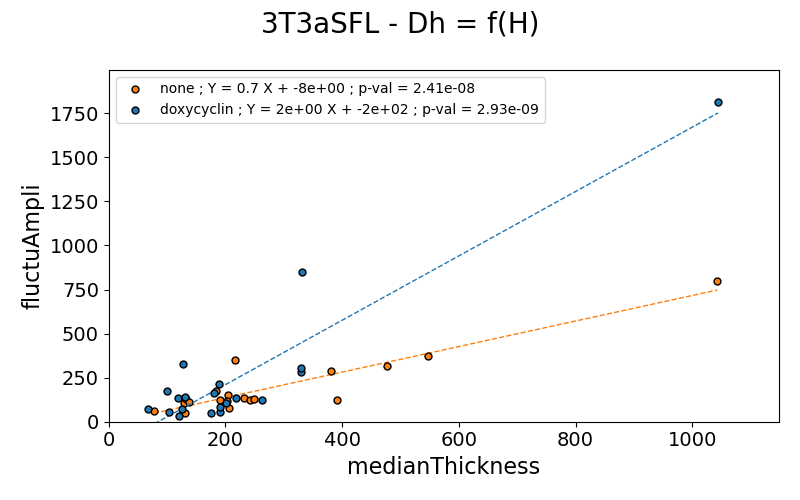 3T3aSFL - Dh = f(H)
none ; Y = 0.7 X + -8e+00 ; p-val = 2.41e-08
doxycyclin ; Y = 2e+00 X + -2e+02 ; p-val = 2.93e-09
1750
1500
1250
1000
750
500
250
0
fluctuAmpli
0 200 400 600 800 1000
medianThickness